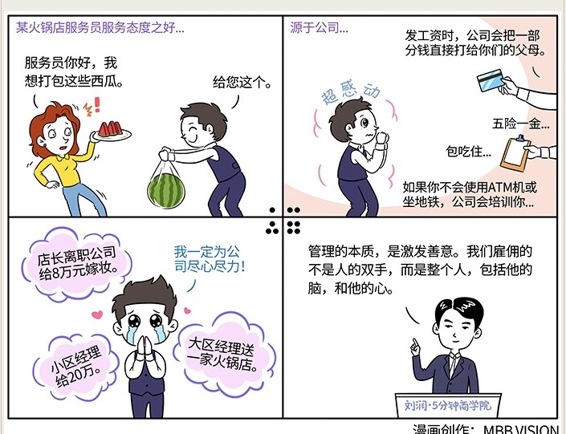 某火锅店服务员服务态度之好...
服务员你好，我
想打包这些西瓜。
给您这个。
源于公司...
发工资时，公司会把一部
分钱直接打给你们的父母。
超感动
五险一金...
包吃住...
如果你不会使用ATM机或
坐地铁，公司会培训你...
店长离职公司
给8万元嫁妆。
我一定为公
司尽心尽力！
小区经理
给20万。
大区经理送
一家火锅店。
管理的本质，是激发善意。我们雇佣的
不是人的双手，而是整个人，包括他的
脑，和他的心。
刘润·5分钟商学院
漫画创作：MBB VISION